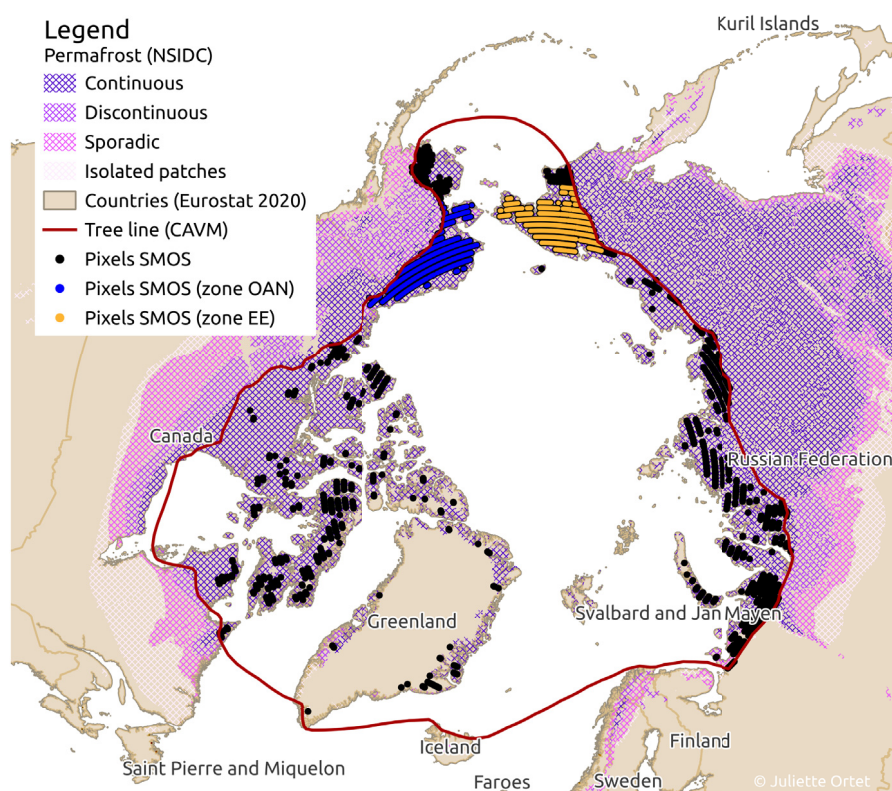 Kuril Islands
Legend
Permafrost (NSIDC)
Continuous
Discontinuous
Sporadic
Isolated patches
Countries (Eurostat 2020)
Tree line (CAVM)
Pixels SMOS
Pixels SMOS (zone OAN)
Pixels SMOS (zone EE)
Canada
Russian Federation
Greenland
Svalbard and Jan Mayen
Iceland
Finland
Saint Pierre and Miquelon
Faroes
Sweden
© Juliette Ortet